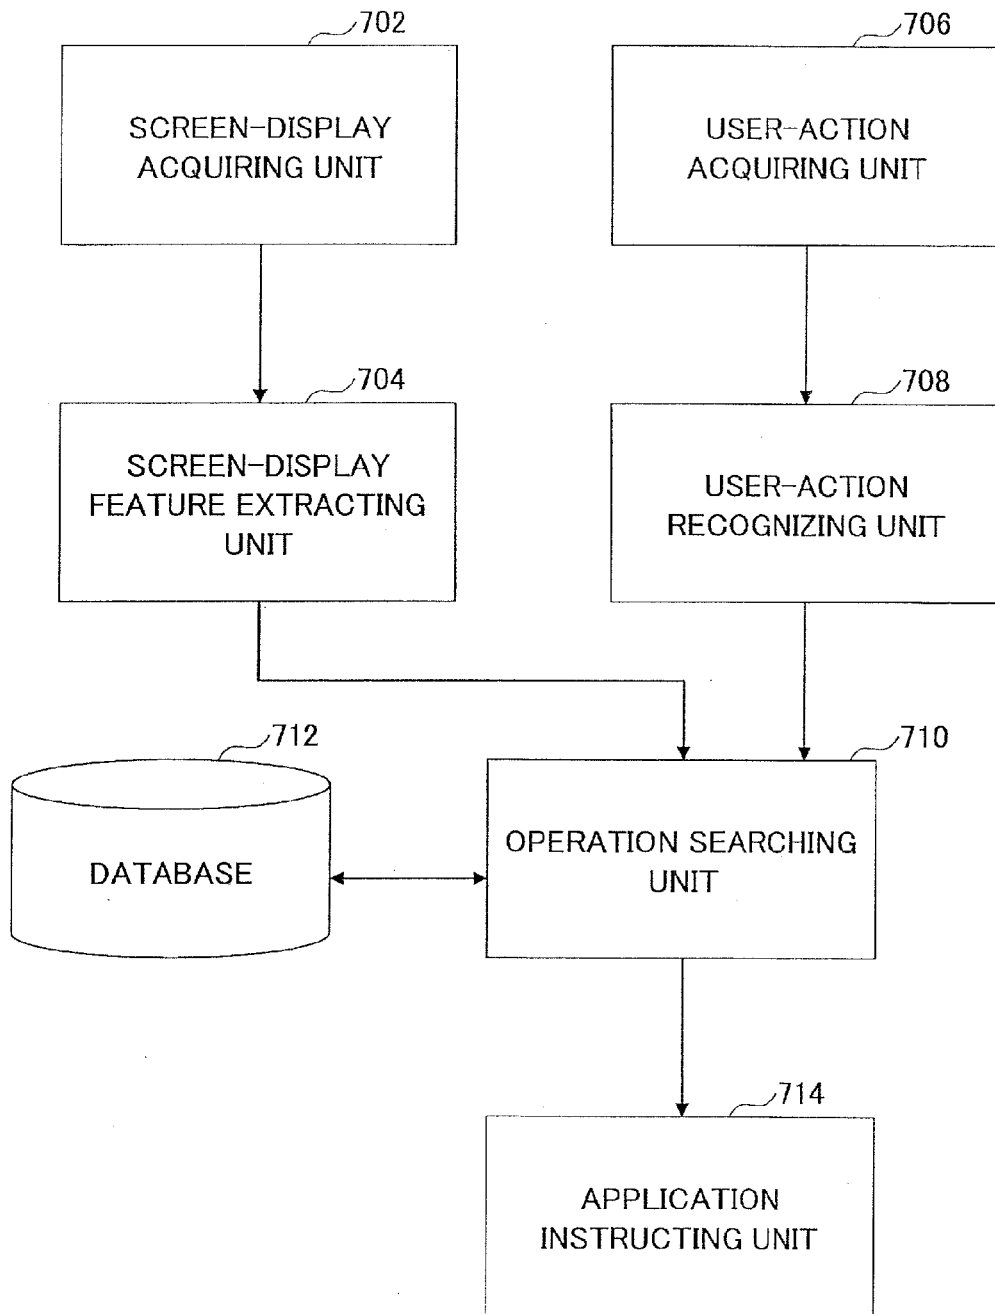 702
SCREEN-DISPLAY
ACQUIRING UNIT
706
USER-ACTION
ACQUIRING UNIT
704
SCREEN-DISPLAY
FEATURE EXTRACTING
UNIT
708
USER-ACTION
RECOGNIZING UNIT
712
DATABASE
710
OPERATION SEARCHING
UNIT
714
APPLICATION
INSTRUCTING UNIT